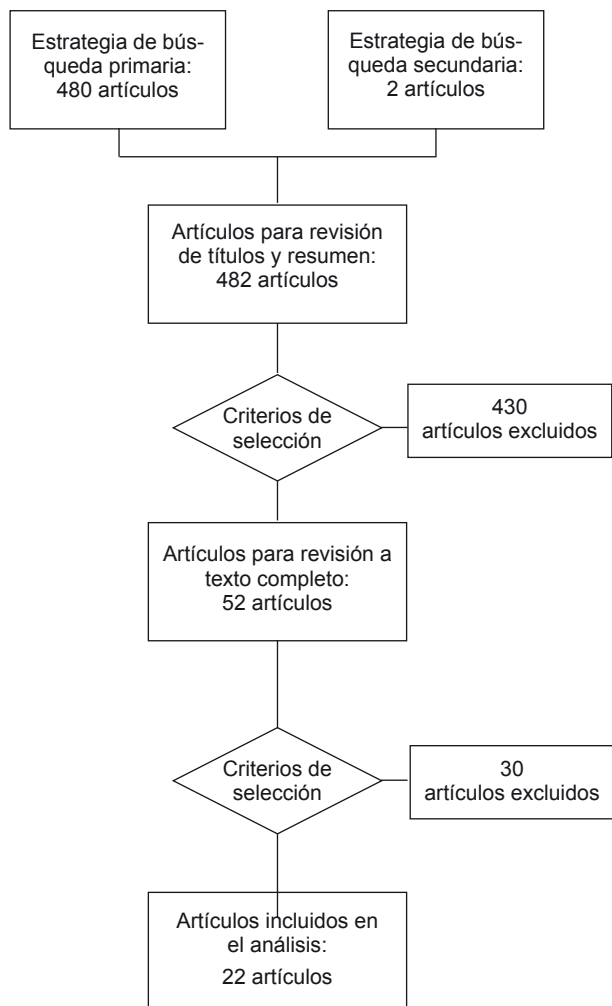 Estrategia de bús-
queda primaria:
480 artículos
Estrategia de bús-
queda secundaria:
2 artículos
Artículos para revisión
de títulos y resumen:
482 artículos
Criterios de
selección
430
artículos excluidos
Artículos para revisión a
texto completo:
52 artículos
Criterios de
selección
30
artículos excluidos
Artículos incluidos en
el análisis:
22 artículos